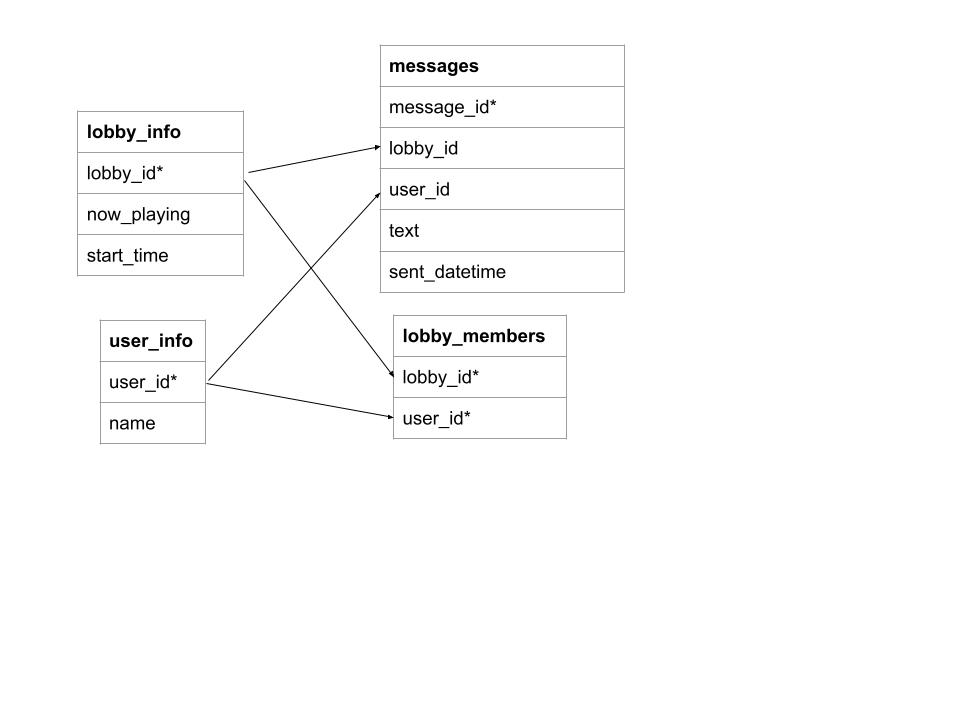 messages
message_id*
lobby_id
user_id
text
sent_datetime
lobby_info
lobby_id*
now_playing
start_time
user_info
user_id*
name
lobby_members
lobby_id*
user_id*